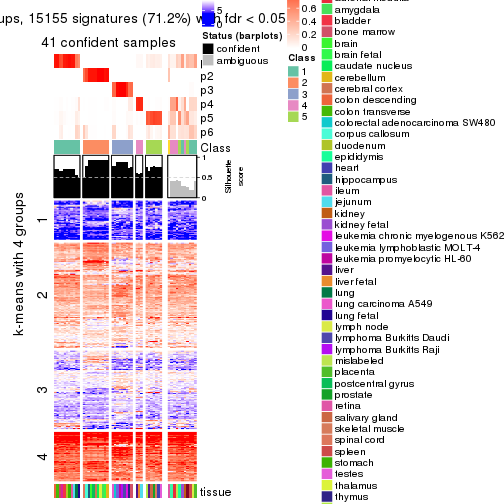 ups, 15155 signatures (71.2%) with fdr < 0.05
41 confident samples
p2
p3
p4
p5
p6
Class
1
0.5
0
Silhouette
score
k-means with 4 groups
1
2
3
4
tissue
5
0
Status (barplots)
confident
ambiguous
0.6
0.4
0.2
0
Class
1
2
3
4
5
amygdala
bladder
bone marrow
brain
brain fetal
caudate nucleus
cerebellum
cerebral cortex
colon descending
colon transverse
colorectal adenocarcinoma SW480
corpus callosum
duodenum
epididymis
heart
hippocampus
ileum
jejunum
kidney
kidney fetal
leukemia chronic myelogenous K562
leukemia lymphoblastic MOLT-4
leukemia promyelocytic HL-60
liver
liver fetal
lung
lung carcinoma A549
lung fetal
lymph node
lymphoma Burkitts Daudi
lymphoma Burkitts Raji
mislabeled
placenta
postcentral gyrus
prostate
retina
salivary gland
skeletal muscle
spinal cord
spleen
stomach
testes
thalamus
thymus